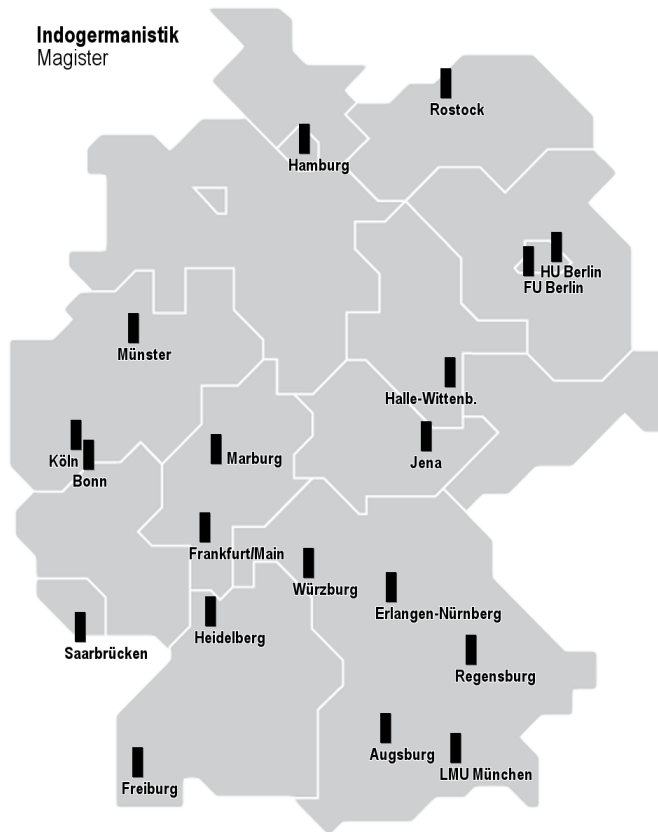 Indogermanistik
Magister
Rostock
Hamburg
HU Berlin
FU Berlin
Münster
Halle-Wittenb.
Köln
Marburg
Jena
Bonn
Frankfurt/Main
Würzburg
Erlangen-Nürnberg
Heidelberg
Saarbrücken
Regensburg
Augsburg
LMU München
Freiburg